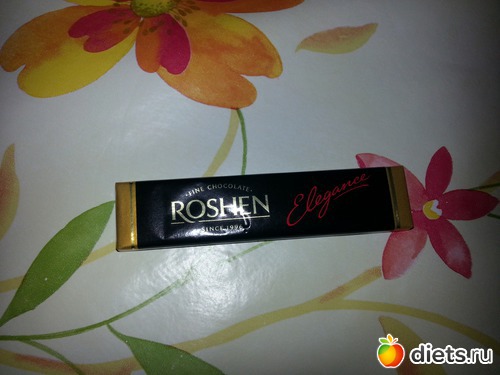 FINE CHOCOLATE
ROSHEN
SINCE 1996
Elegance
diets.ru